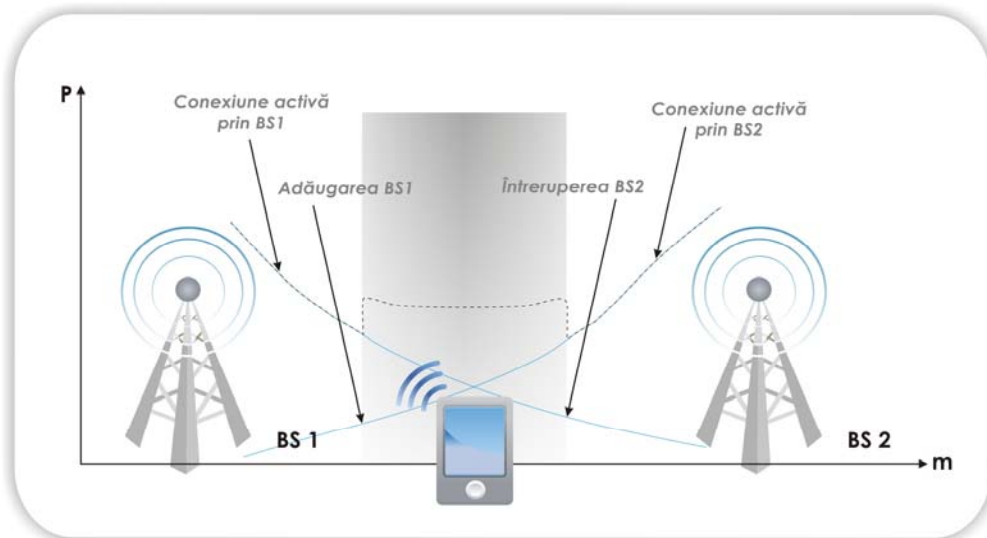 P
Conexiune activă
prin BS1
Conexiune activă
prin BS2
Adăugarea BS1
Întreruperea BS2
BS 1
BS 2
m